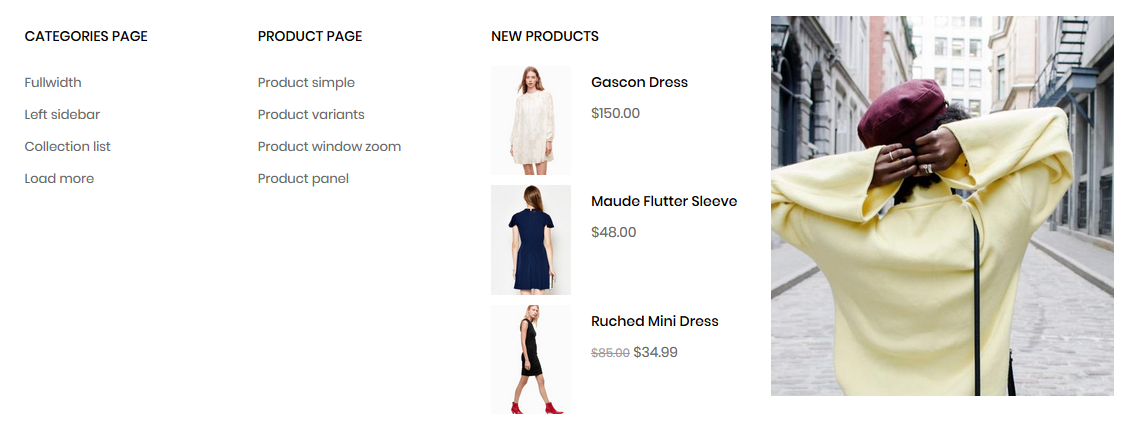 CATEGORIES PAGE
Fullwidth
Left sidebar
Collection list
Load more
PRODUCT PAGE
Product simple
Product variants
Product window zoom
Product panel
NEW PRODUCTS
Gascon Dress
$150.00
Maude Flutter Sleeve
$48.00
Ruched Mini Dress
$85.00 $34.99